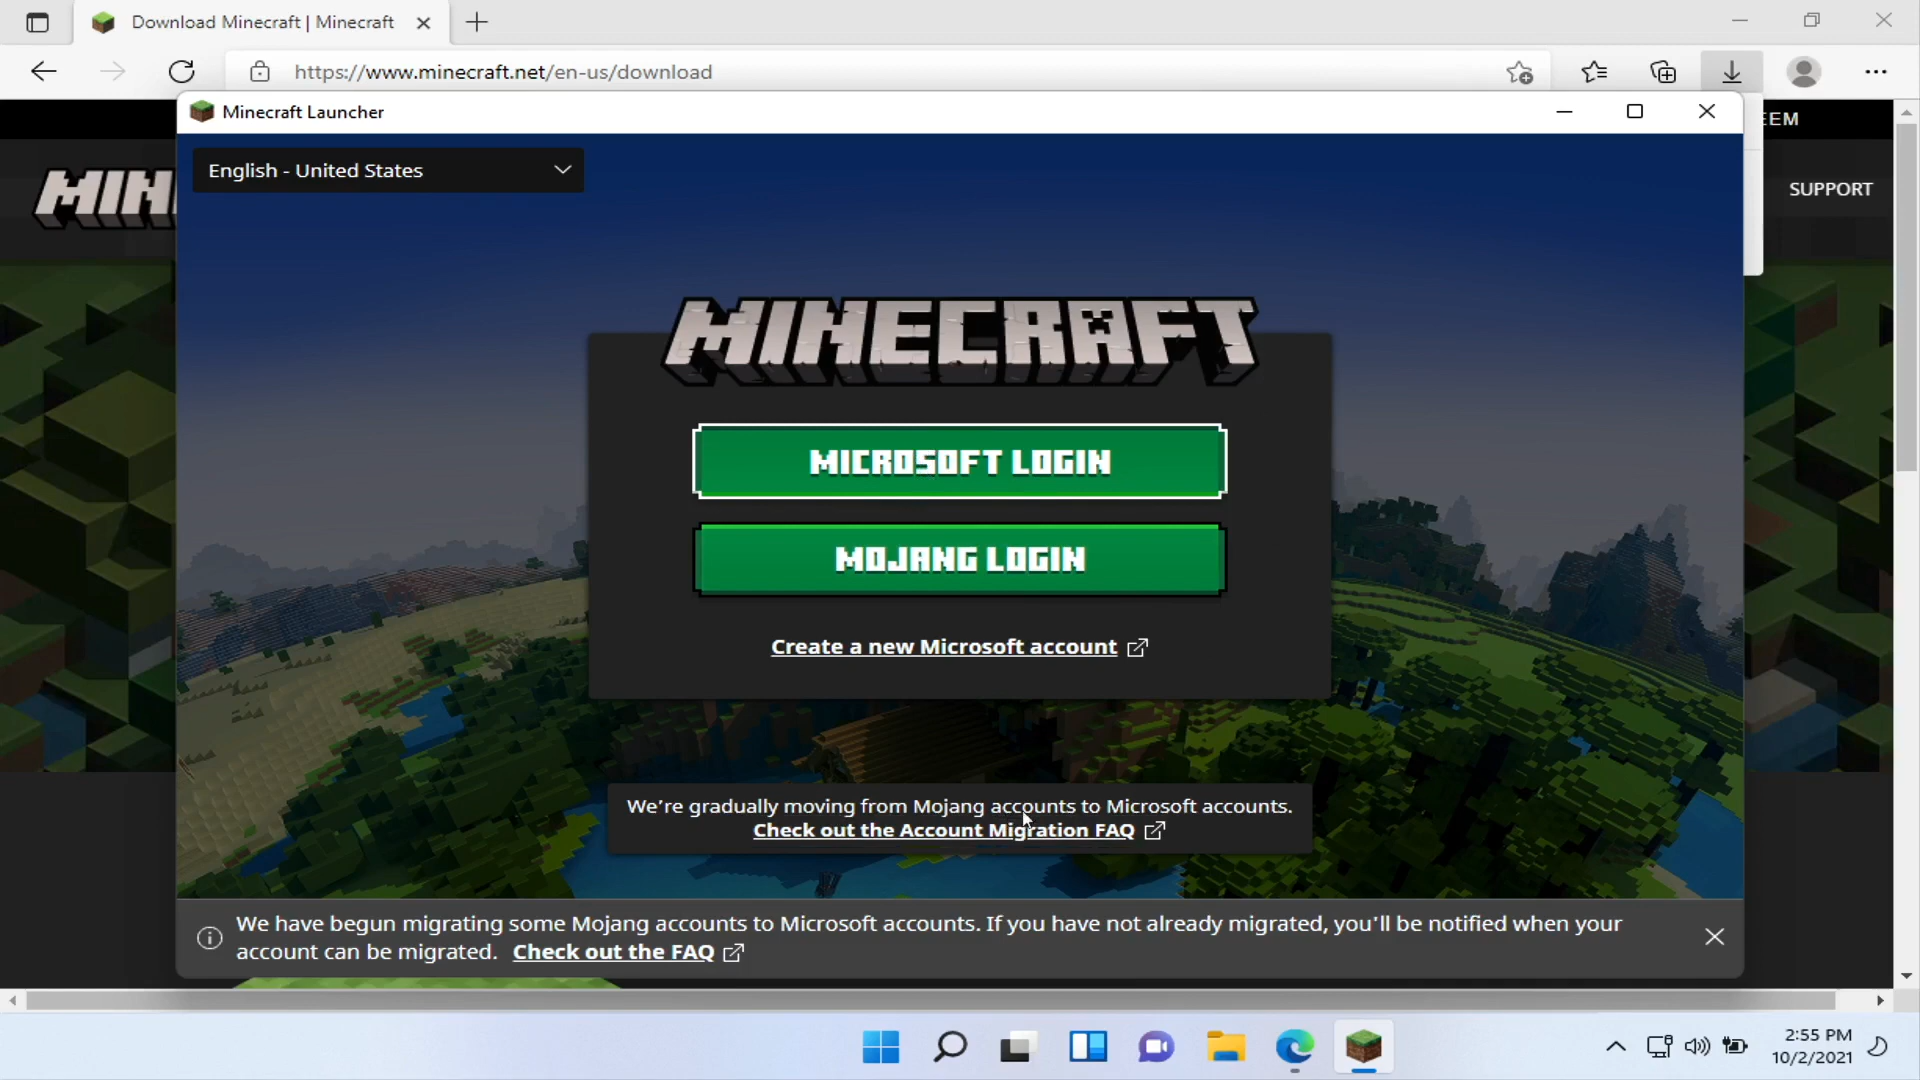 Download Minecraft | Minecraft
https://www.minecraft.net/en-us/download
Minecraft Launcher
EEM
English - United States
MIN
SUPPORT
MINECRAFT
MICROSOFT LOGIN
MOJANG LOGIN
Create a new Microsoft account
We're gradually moving from Mojang accounts to Microsoft accounts.
Check out the Account Migration FAQ
We have begun migrating some Mojang accounts to Microsoft accounts. If you have not already migrated, you'll be notified when your
account can be migrated. Check out the FAQ
2:55 PM
10/2/2021